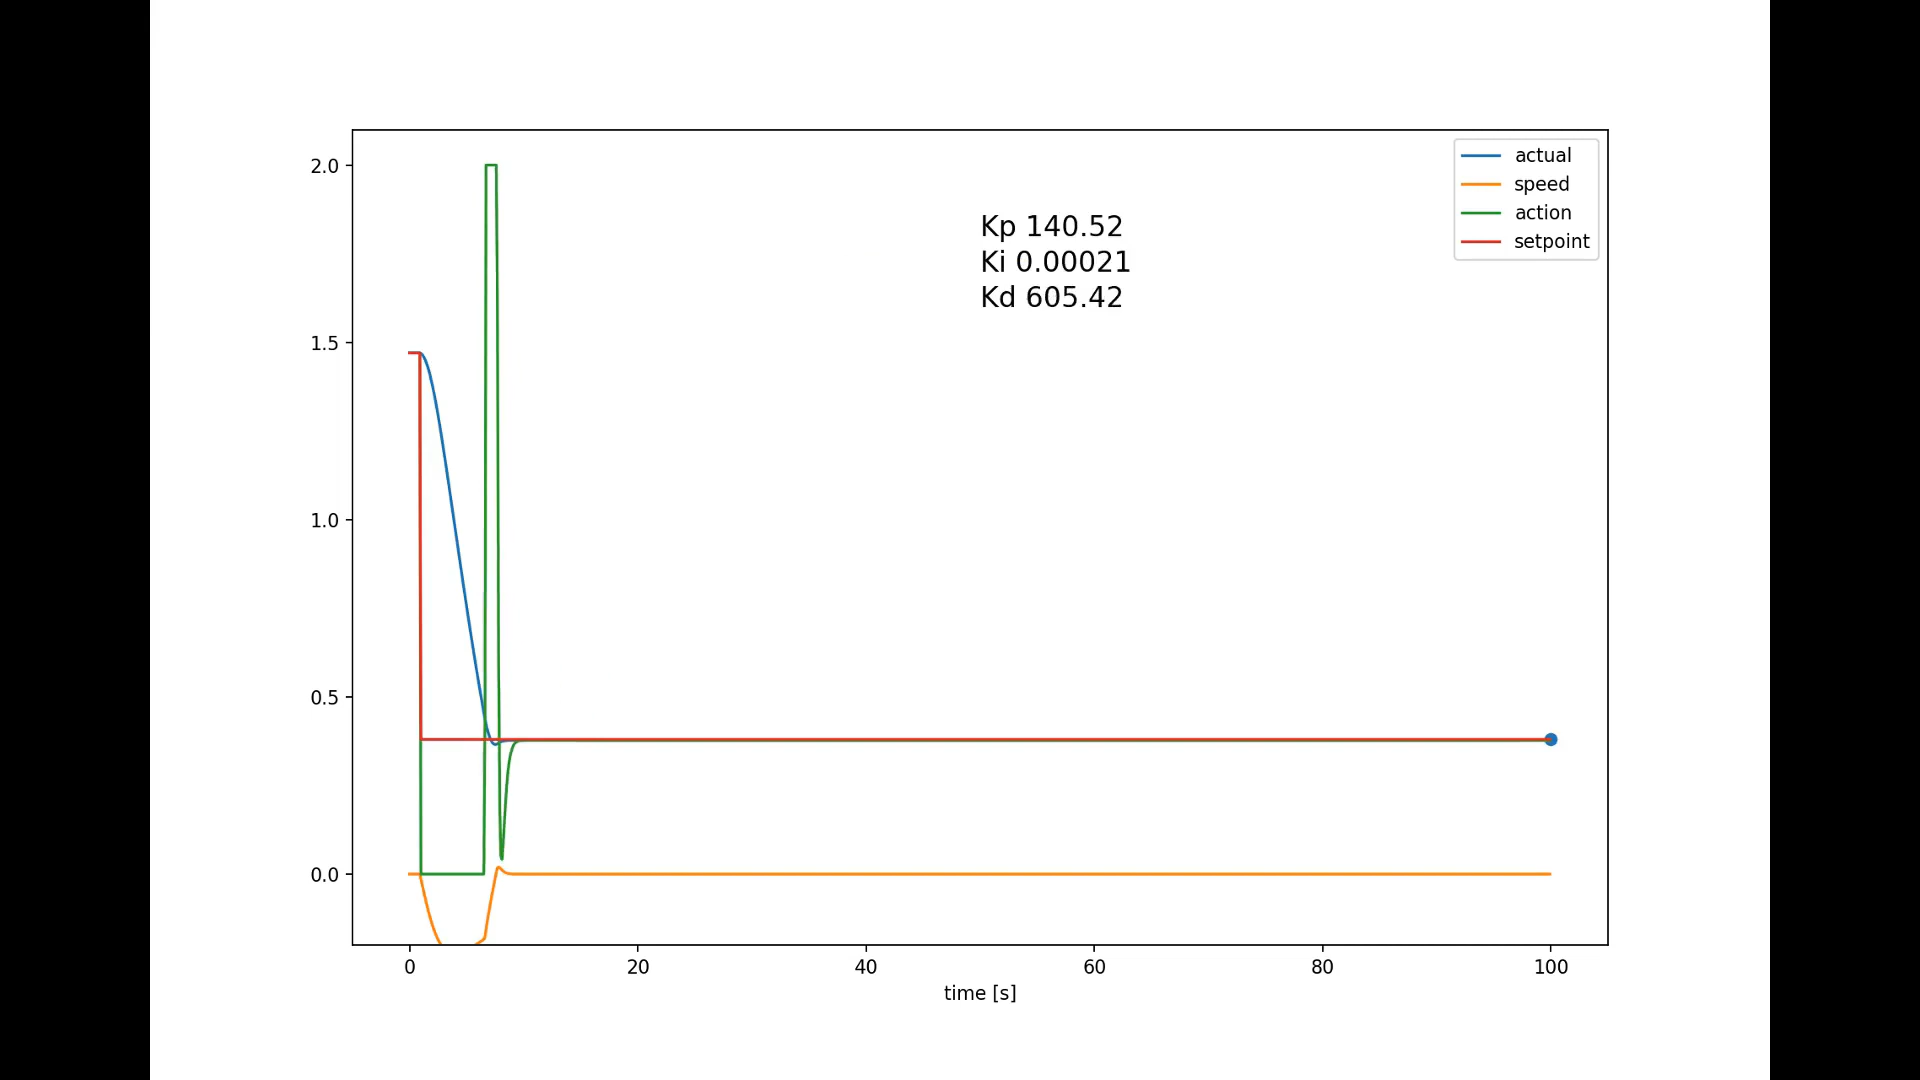 actual
speed
action
setpoint
Kp 140.52
Ki 0.00021
Kd 605.42
2.0
1.5
1.0
0.5
0.0
0 20 40 60 80 100
time [s]